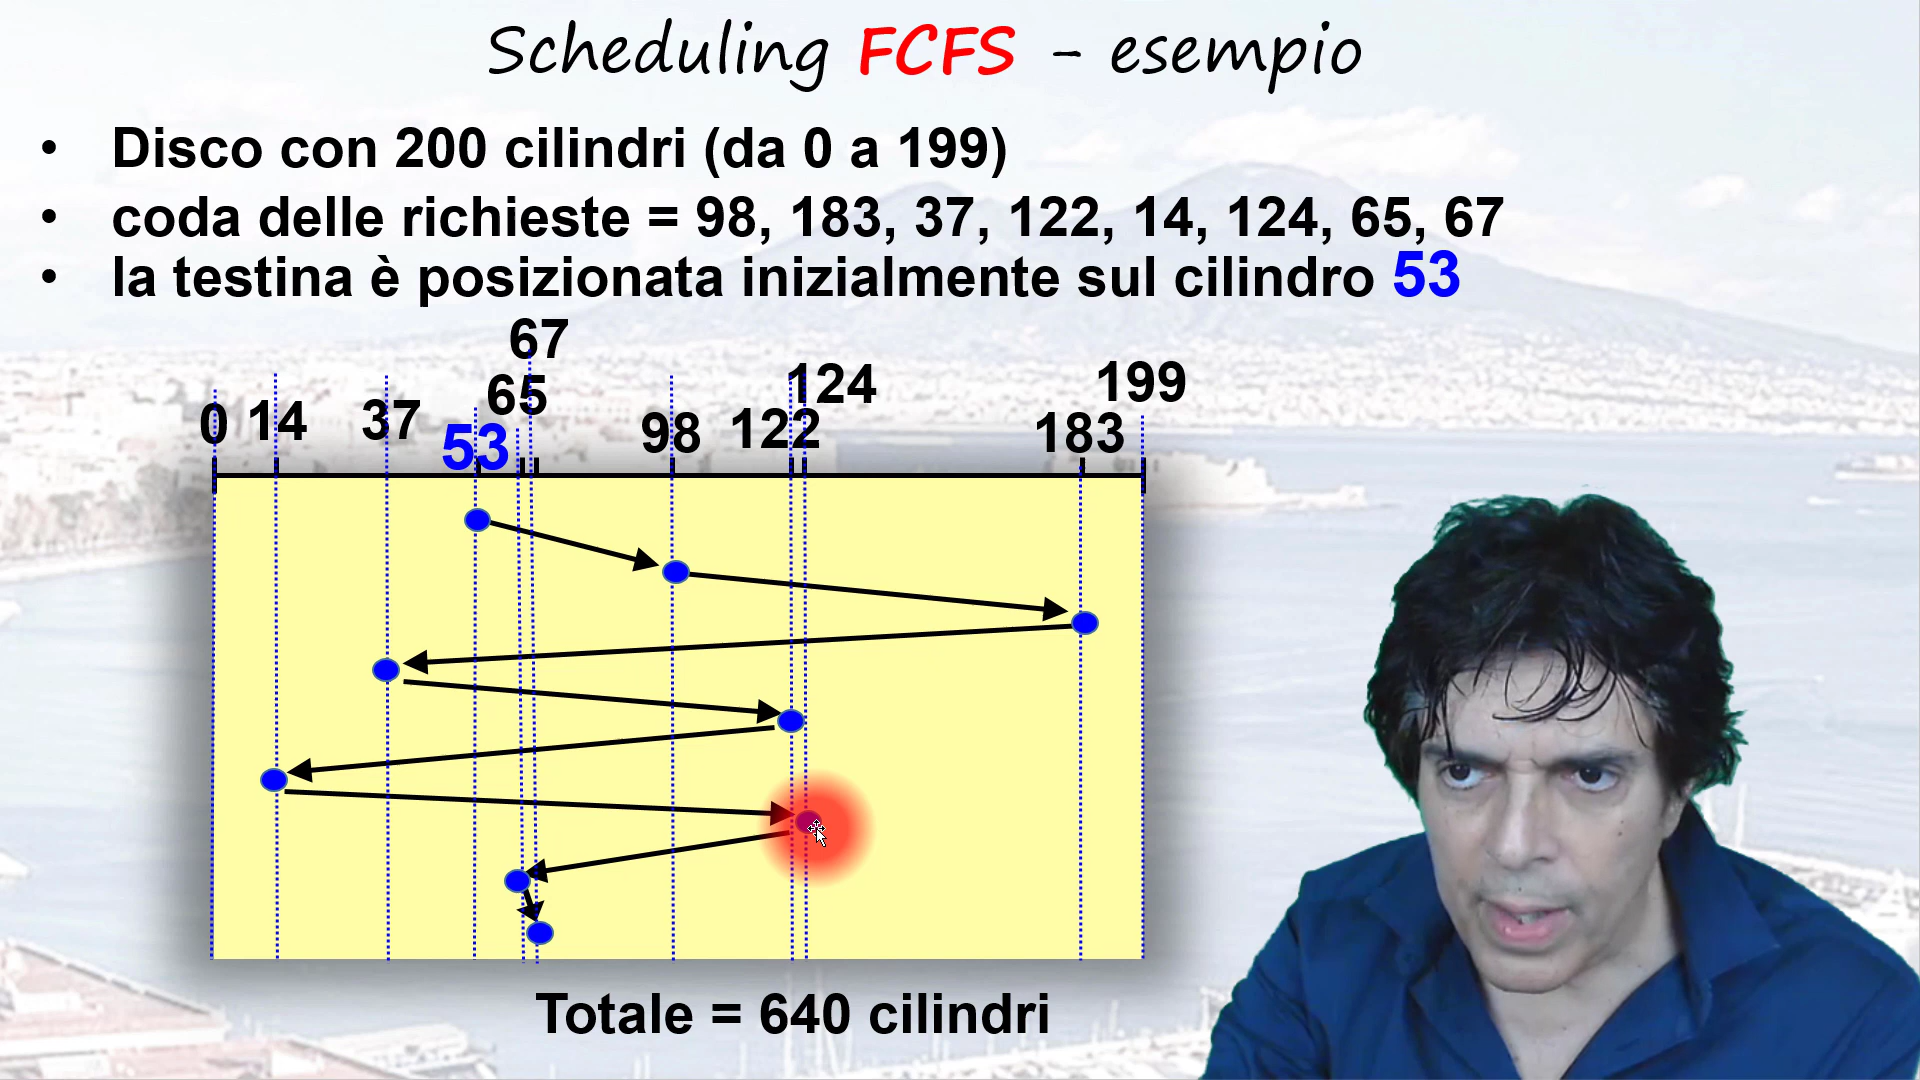 Scheduling FCFS - esempio
• Disco con 200 cilindri (da 0 a 199)
• coda delle richieste = 98, 183, 37, 122, 14, 124, 65, 67
• la testina è posizionata inizialmente sul cilindro 53
67
65 124 199
0 14 37 53 98 122 183
Totale = 640 cilindri